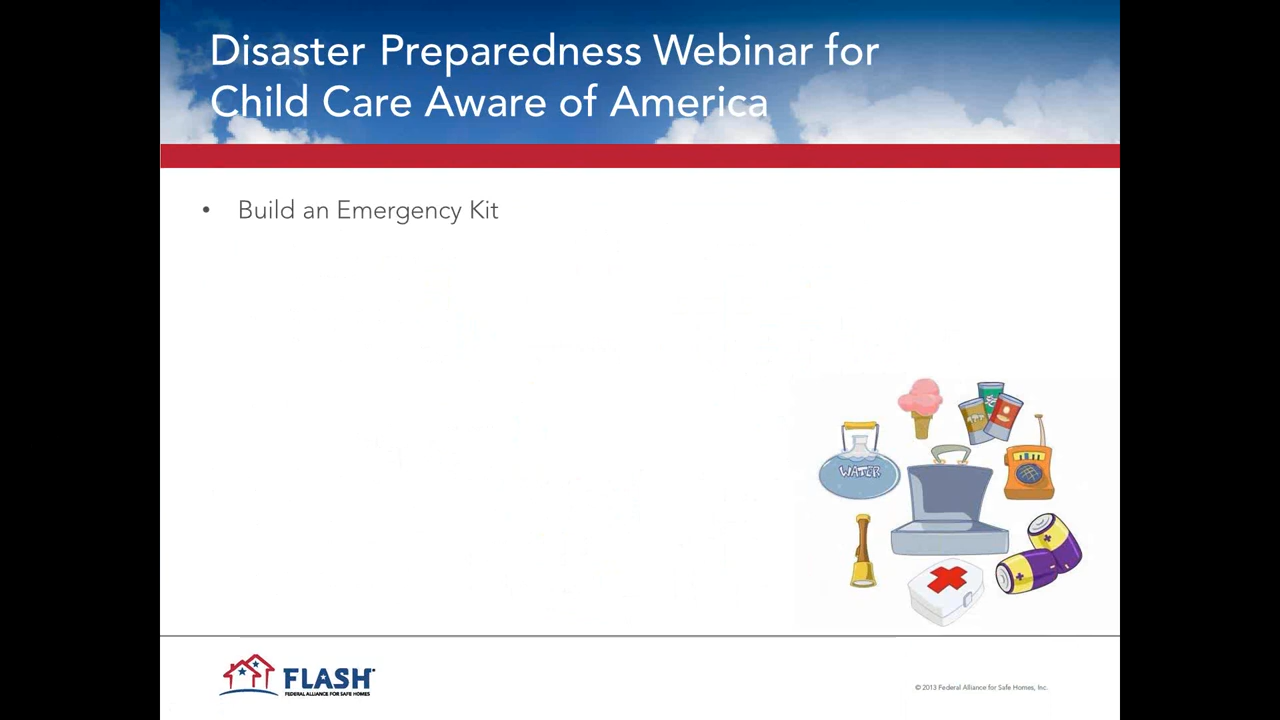 Disaster Preparedness Webinar for
Child Care Aware of America
• Build an Emergency Kit
WATER
FLASH
FEDERAL ALLIANCE FOR SAFE HOMES
© 2013 Federal Alliance for Safe Homes, Inc.